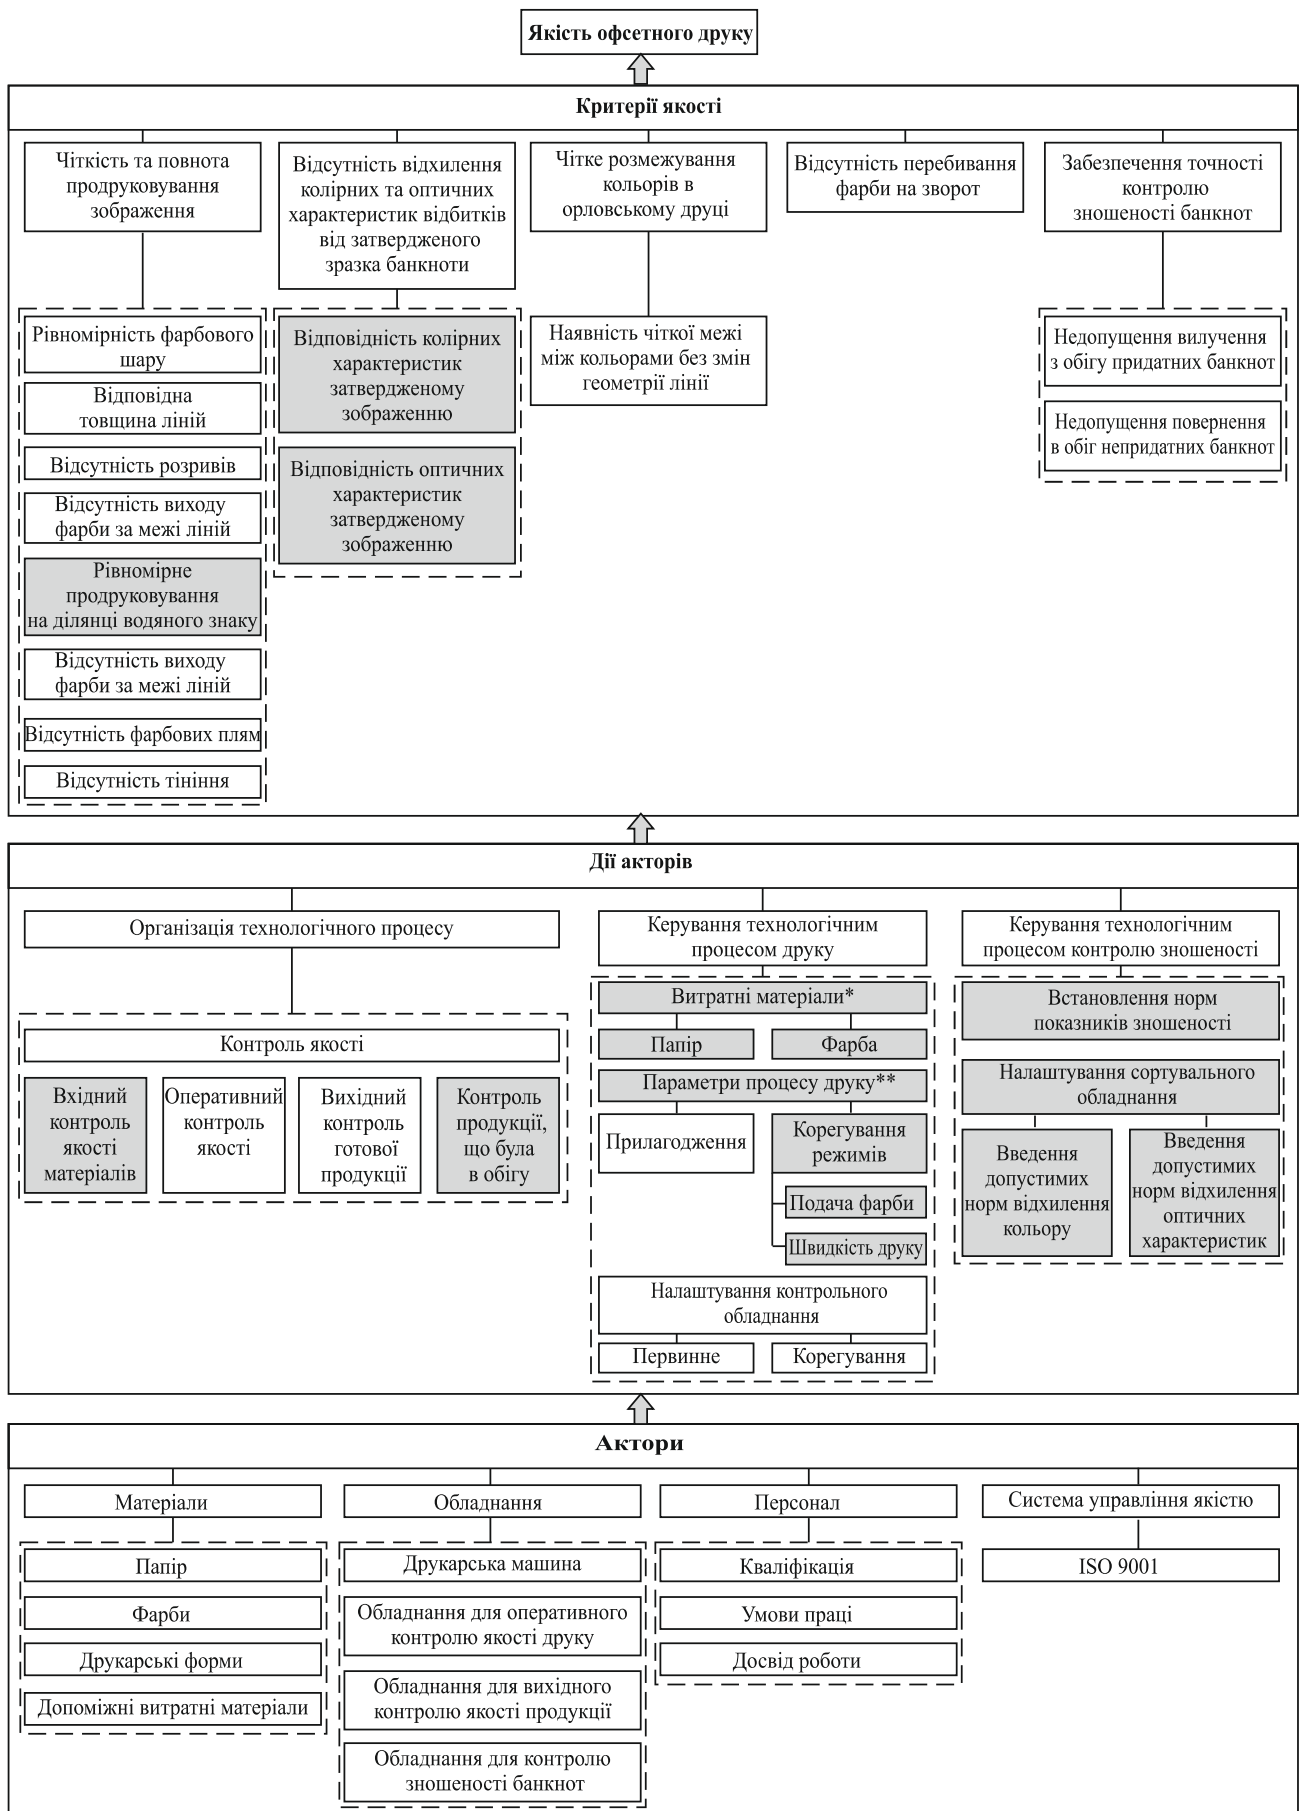 Якість офсетного друку
Критерії якості
Чіткість та повнота
продруковування
зображення
Відсутність відхилення
колірних та оптичних
характеристик відбитків
від затвердженого
зразка банкноти
Чітке розмежування
кольорів в
орловському друці
Відсутність перебивання
фарби на зворот
Забезпечення точності
контролю
зношеності банкнот
Рівномірність фарбового
шару
Відповідна
товщина ліній
Відсутність розривів
Відсутність виходу
фарби за межі ліній
Рівномірне
продруковування
на ділянці водяного знаку
Відсутність виходу
фарби за межі ліній
Відсутність фарбових плям
Відсутність тініння
Відповідність колірних
характеристик
затвердженому
зображенню
Відповідність оптичних
характеристик
затвердженому
зображенню
Наявність чіткої межі
між кольорами без змін
геометрії лінії
Недопущення вилучення
з обігу придатних банкнот
Недопущення повернення
в обіг непридатних банкнот
Дії акторів
Організація технологічного процесу
Контроль якості
Вхідний
контроль
якості
матеріалів
Оперативний
контроль
якості
Вихідний
контроль
готової
продукції
Контроль
продукції,
що була
в обігу
Керування технологічним
процесом друку
Витратні матеріали*
Папір
Фарба
Параметри процесу друку**
Прилагодження
Корегування
режимів
Подача фарби
Швидкість друку
Налаштування контрольного
обладнання
Первинне
Корегування
Керування технологічним
процесом контролю зношеності
Встановлення норм
показників зношеності
Налаштування сортувального
обладнання
Введення
допустимих
норм відхилення
кольору
Введення
допустимих
норм відхилення
оптичних
характеристик
Актори
Матеріали
Папір
Фарби
Друкарські форми
Допоміжні витратні матеріали
Обладнання
Друкарська машина
Обладнання для оперативного
контролю якості друку
Обладнання для вихідного
контролю якості продукції
Обладнання для контролю
зношеності банкнот
Персонал
Кваліфікація
Умови праці
Досвід роботи
Система управління якістю
ISO 9001